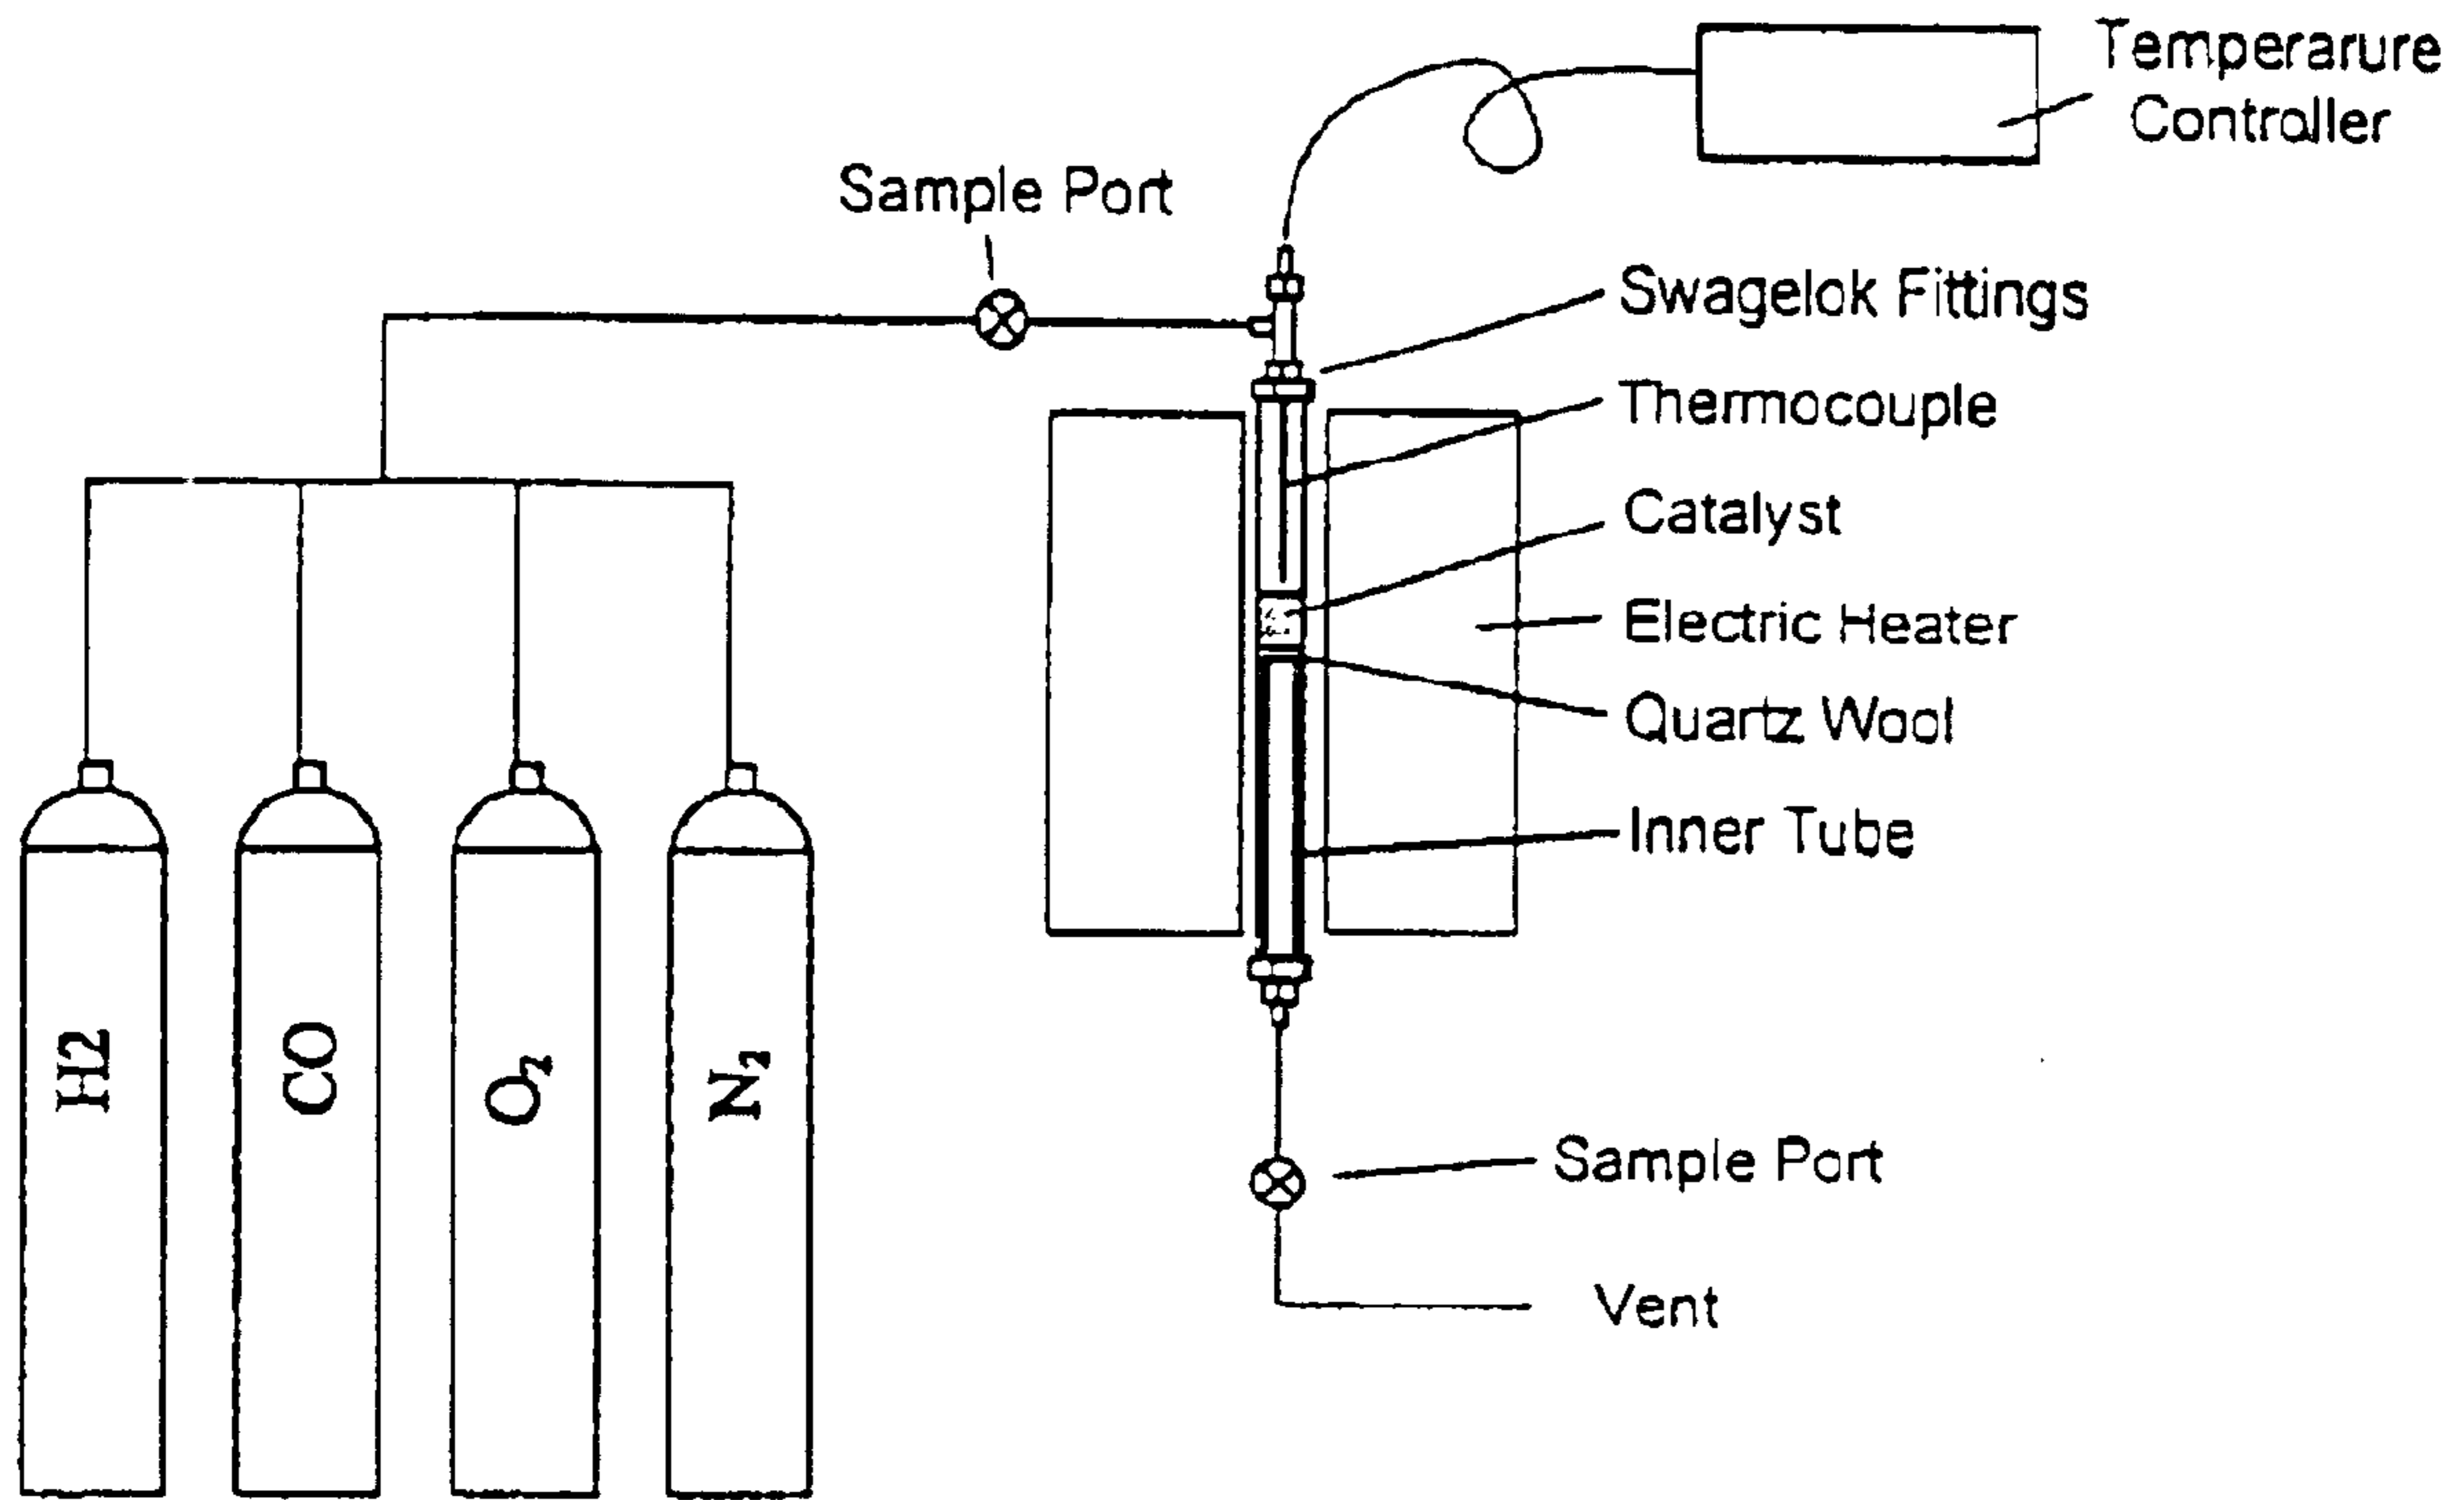 Temperarure
Controller
Sample Port
Swagelok Fittings
Thermocouple
Catalyst
Electric Heater
Quartz Wool
Inner Tube
H2
CO
O₂
N₂
Sample Port
Vent